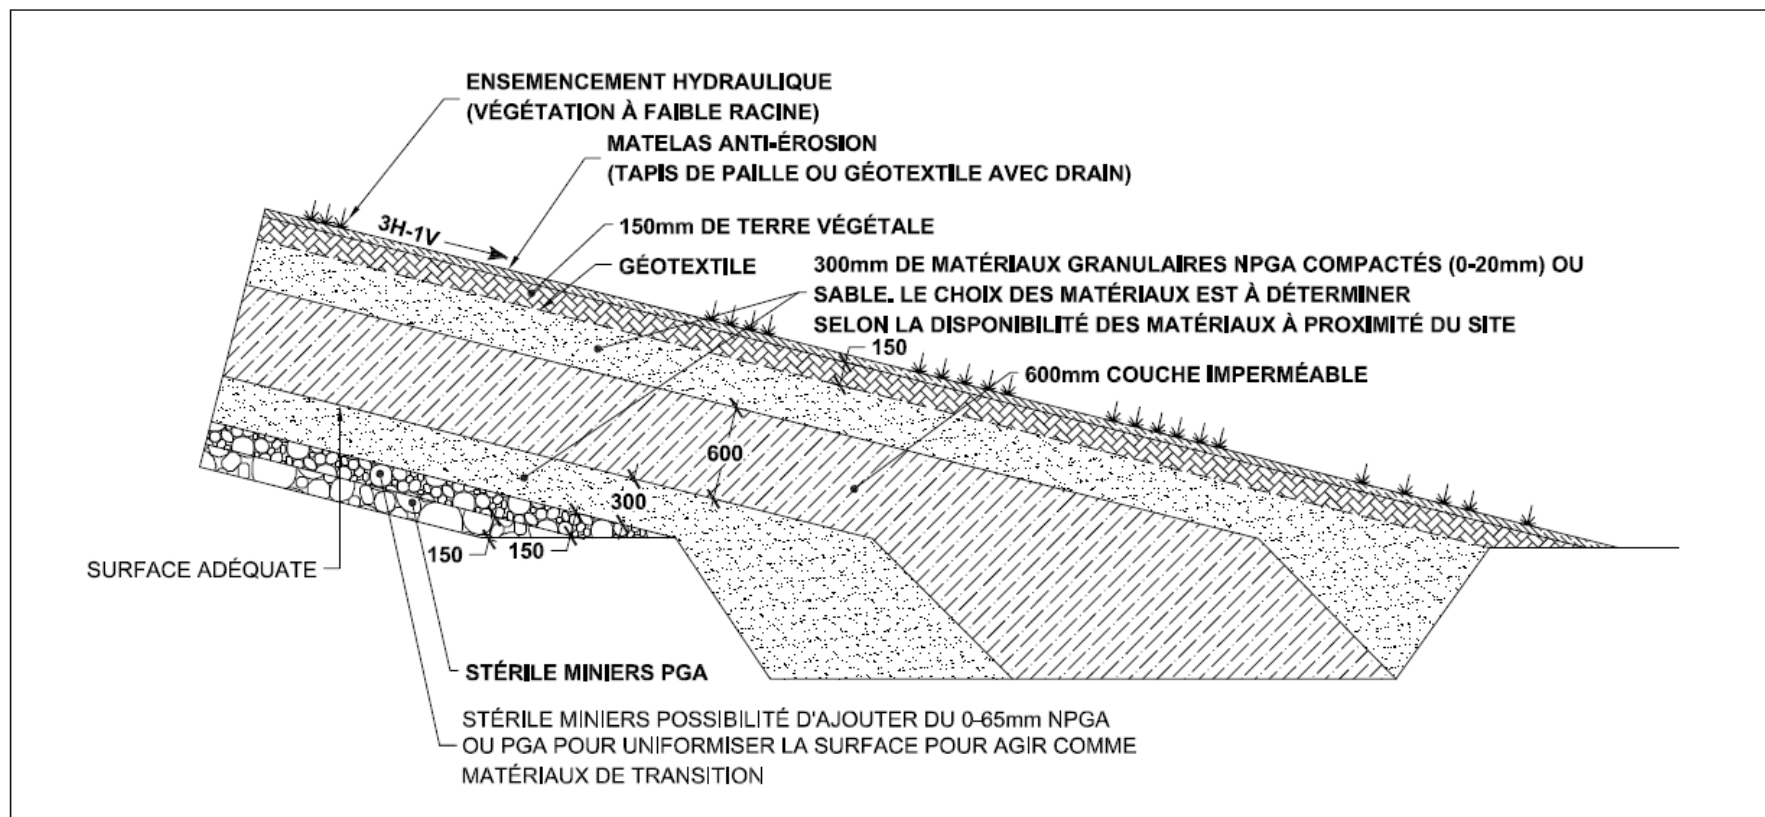 ENSEMENCEMENT HYDRAULIQUE
(VÉGÉTATION À FAIBLE RACINE)
MATELAS ANTI-ÉROSION
(TAPIS DE PAILLE OU GÉOTEXTILE AVEC DRAIN)
3H-1V
150mm DE TERRE VÉGÉTALE
GÉOTEXTILE
300mm DE MATÉRIAUX GRANULAIRES NPGA COMPACTÉS (0-20mm) OU
SABLE. LE CHOIX DES MATÉRIAUX EST À DÉTERMINER
SELON LA DISPONIBILITÉ DES MATÉRIAUX À PROXIMITÉ DU SITE
150
600mm COUCHE IMPERMÉABLE
600
300
150
150
SURFACE ADÉQUATE
STÉRILE MINIERS PGA
STÉRILE MINIERS POSSIBILITÉ D'AJOUTER DU 0-65mm NPGA
OU PGA POUR UNIFORMISER LA SURFACE POUR AGIR COMME
MATÉRIAUX DE TRANSITION